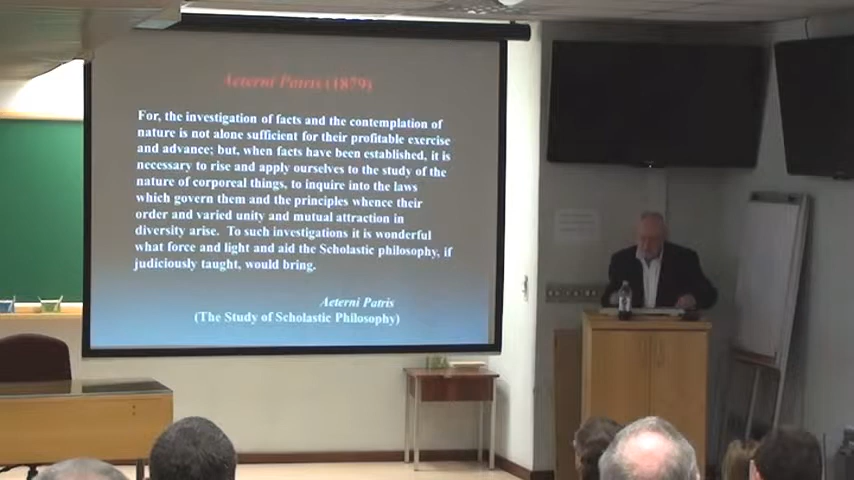 Aeterni Patris (1879)
For, the investigation of facts and the contemplation of
nature is not alone sufficient for their profitable exercise
and advance; but, when facts have been established, it is
necessary to rise and apply ourselves to the study of the
nature of corporeal things, to inquire into the laws
which govern them and the principles whence their
order and varied unity and mutual attraction in
diversity arise. To such investigations it is wonderful
what force and light and aid the Scholastic philosophy, if
judiciously taught, would bring.
Aeterni Patris
(The Study of Scholastic Philosophy)